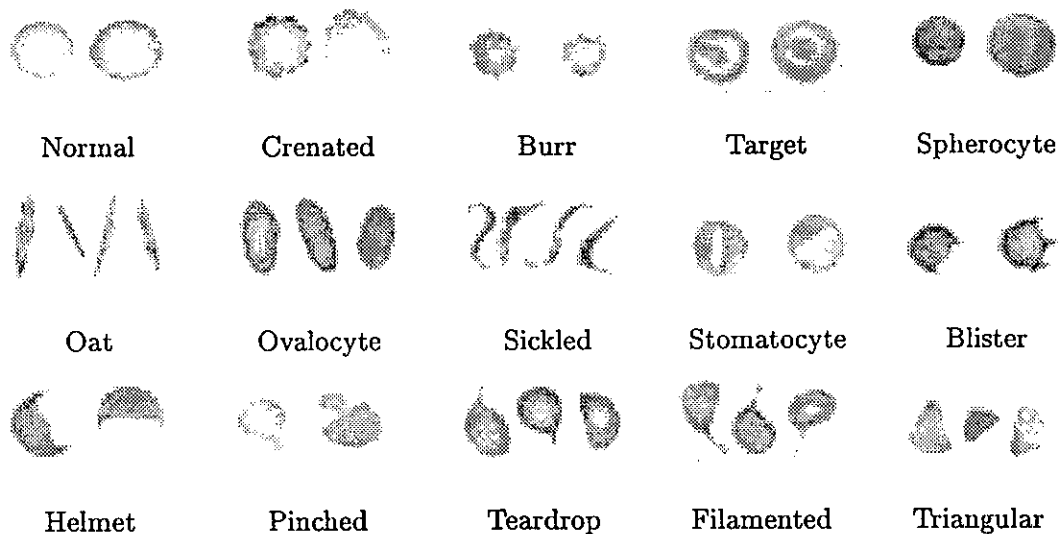 Normal Crenated Burr Target Spherocyte
Oat Ovalocyte Sickled Stomatocyte Blister
Helmet Pinched Teardrop Filamented Triangular